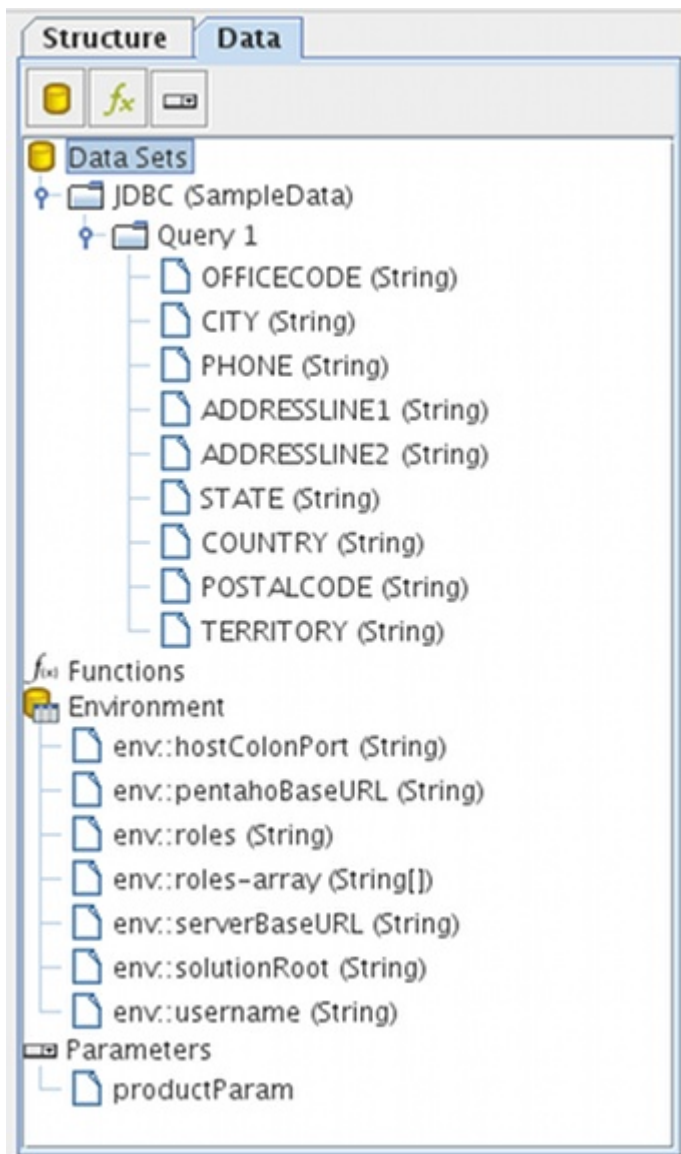 Structure Data
fx
Data Sets
JDBC (SampleData)
Query 1
OFFICECODE (String)
CITY (String)
PHONE (String)
ADDRESSLINE1 (String)
ADDRESSLINE2 (String)
STATE (String)
COUNTRY (String)
POSTALCODE (String)
TERRITORY (String)
f(x) Functions
Environment
env::hostColonPort (String)
env::pentahoBaseURL (String)
env::roles (String)
env::roles-array (String[])
env::serverBaseURL (String)
env::solutionRoot (String)
env::username (String)
Parameters
productParam